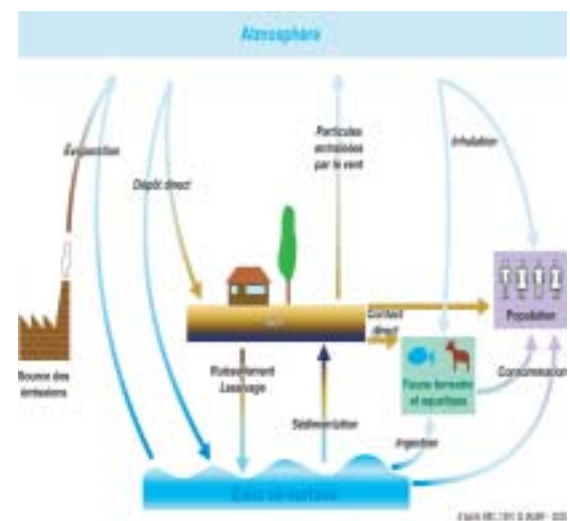 Atmosphère
Évaporation
Particules
entraînées
par le vent
Inhalation
Dépôt direct
Contact
direct
Population
Source des
émissions
Ruissellement
Lessivage
Faune terrestre
et aquatique
Consommation
Sédimentation
Ingestion
Eaux de surface